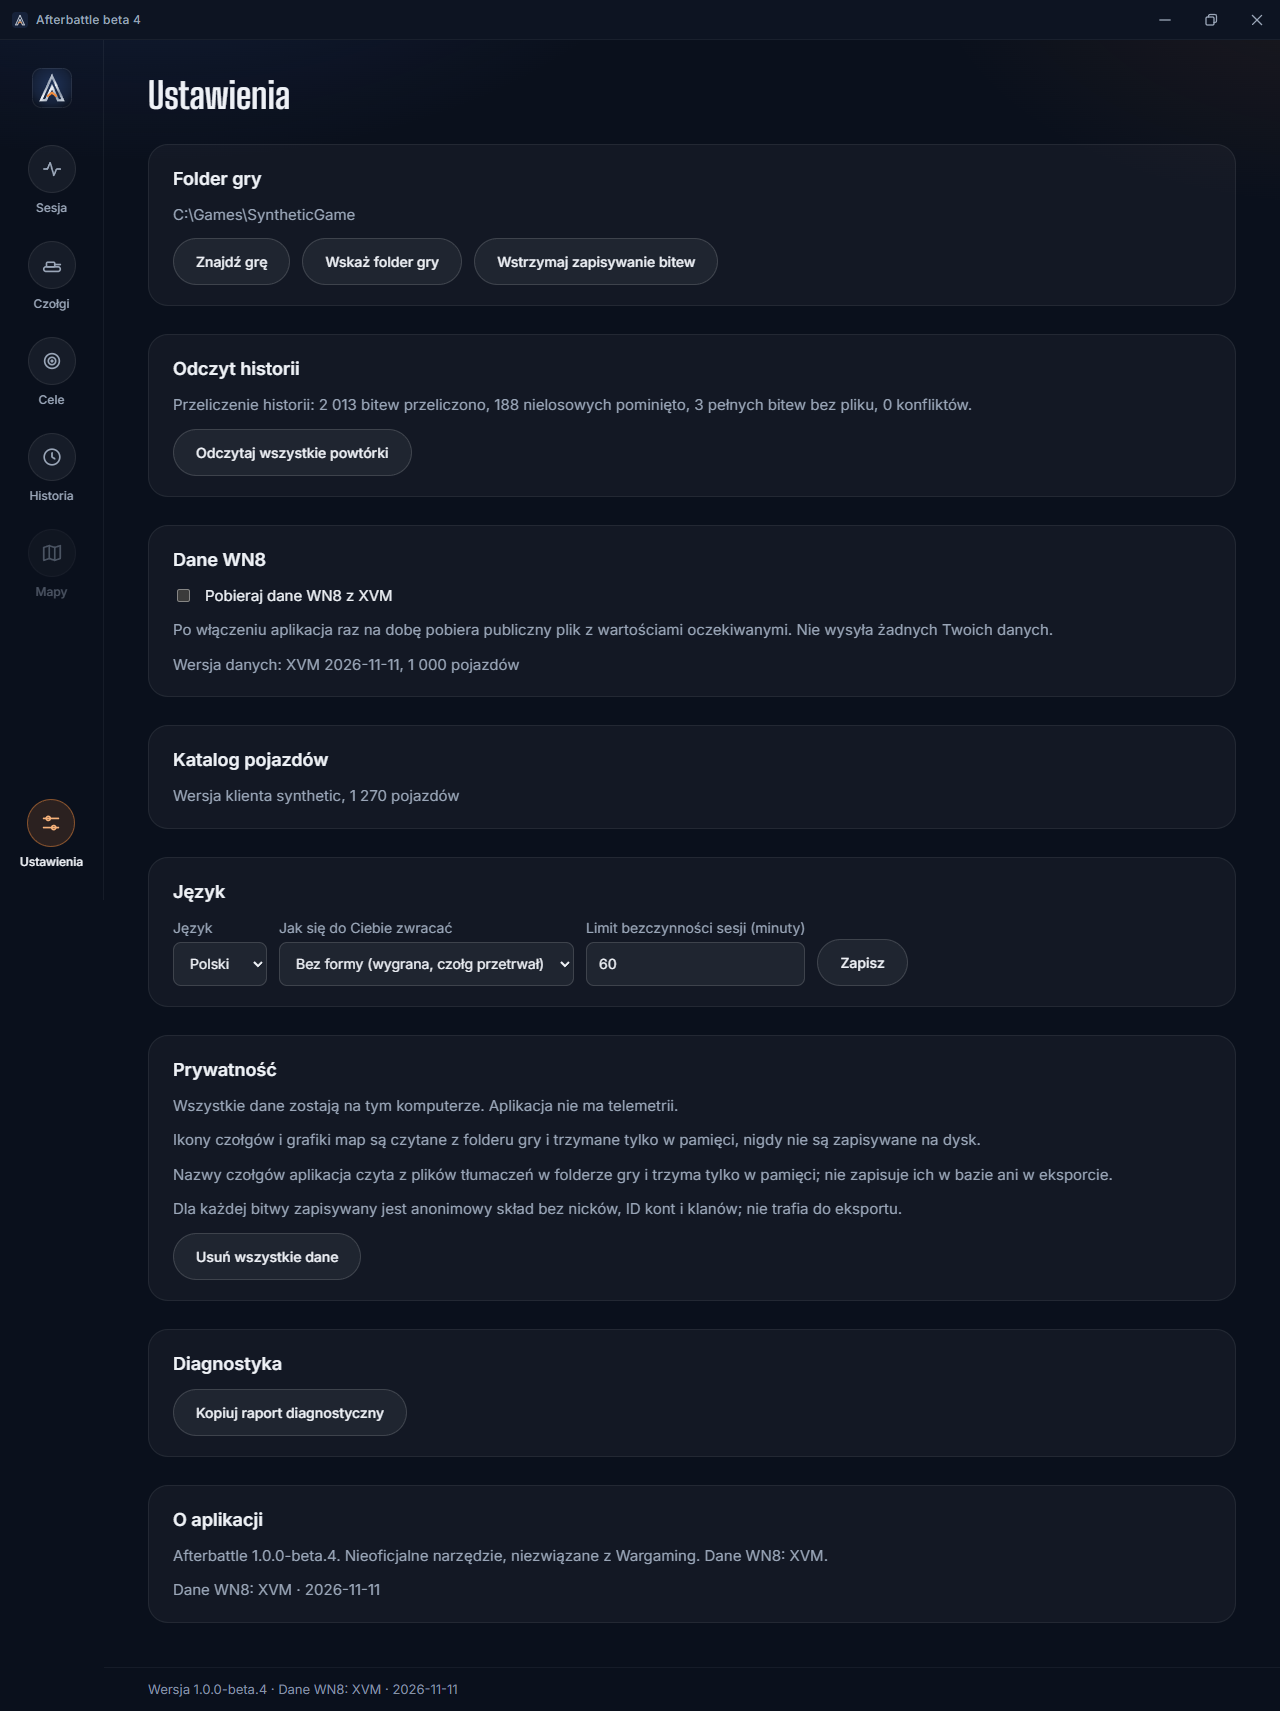 Afterbattle beta 4
Ustawienia
Sesja
Czołgi
Cele
Historia
Mapy
Ustawienia
Folder gry
C:\Games\SyntheticGame
Znajdź grę
Wskaż folder gry
Wstrzymaj zapisywanie bitew
Odczyt historii
Przeliczenie historii: 2 013 bitew przeliczono, 188 nielosowych pominięto, 3 pełnych bitew bez pliku, 0 konfliktów.
Odczytaj wszystkie powtórki
Dane WN8
Pobieraj dane WN8 z XVM
Po włączeniu aplikacja raz na dobę pobiera publiczny plik z wartościami oczekiwanymi. Nie wysyła żadnych Twoich danych.
Wersja danych: XVM 2026-11-11, 1 000 pojazdów
Katalog pojazdów
Wersja klienta synthetic, 1 270 pojazdów
Język
Język
Jak się do Ciebie zwracać
Limit bezczynności sesji (minuty)
Polski
Bez formy (wygrana, czołg przetrwał)
60
Zapisz
Prywatność
Wszystkie dane zostają na tym komputerze. Aplikacja nie ma telemetrii.
Ikony czołgów i grafiki map są czytane z folderu gry i trzymane tylko w pamięci, nigdy nie są zapisywane na dysk.
Nazwy czołgów aplikacja czyta z plików tłumaczeń w folderze gry i trzyma tylko w pamięci; nie zapisuje ich w bazie ani w eksporcie.
Dla każdej bitwy zapisywany jest anonimowy skład bez nicków, ID kont i klanów; nie trafia do eksportu.
Usuń wszystkie dane
Diagnostyka
Kopiuj raport diagnostyczny
O aplikacji
Afterbattle 1.0.0-beta.4. Nieoficjalne narzędzie, niezwiązane z Wargaming. Dane WN8: XVM.
Dane WN8: XVM · 2026-11-11
Wersja 1.0.0-beta.4 · Dane WN8: XVM · 2026-11-11